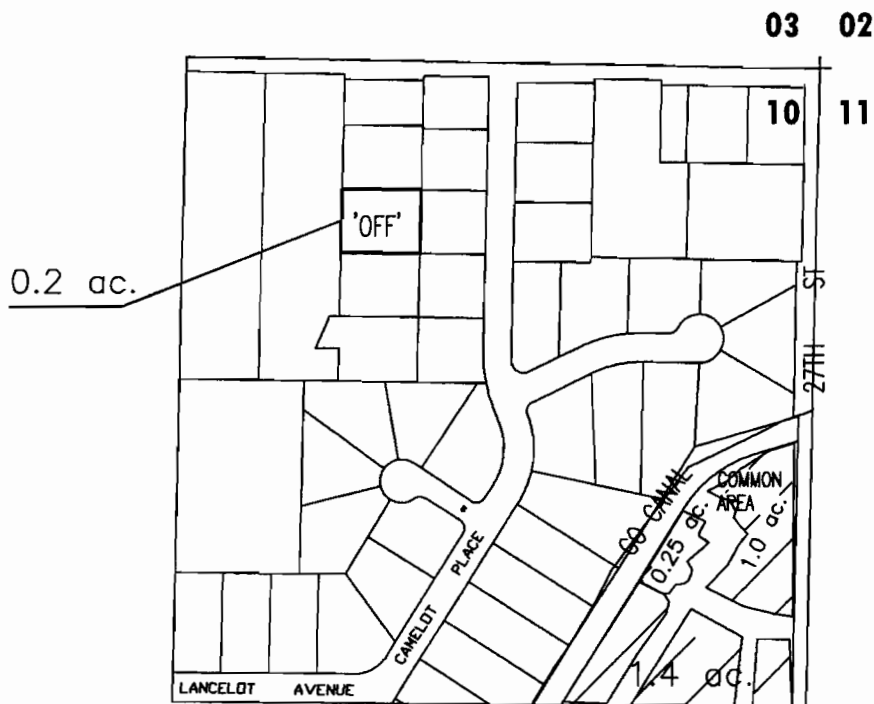 03 02
10 11
'OFF'
0.2 ac.
27TH ST
GO CANAL
COMMON
AREA
0.25 ac.
1.0 ac.
CAMELOT PLACE
1.4 ac.
LANCELOT AVENUE